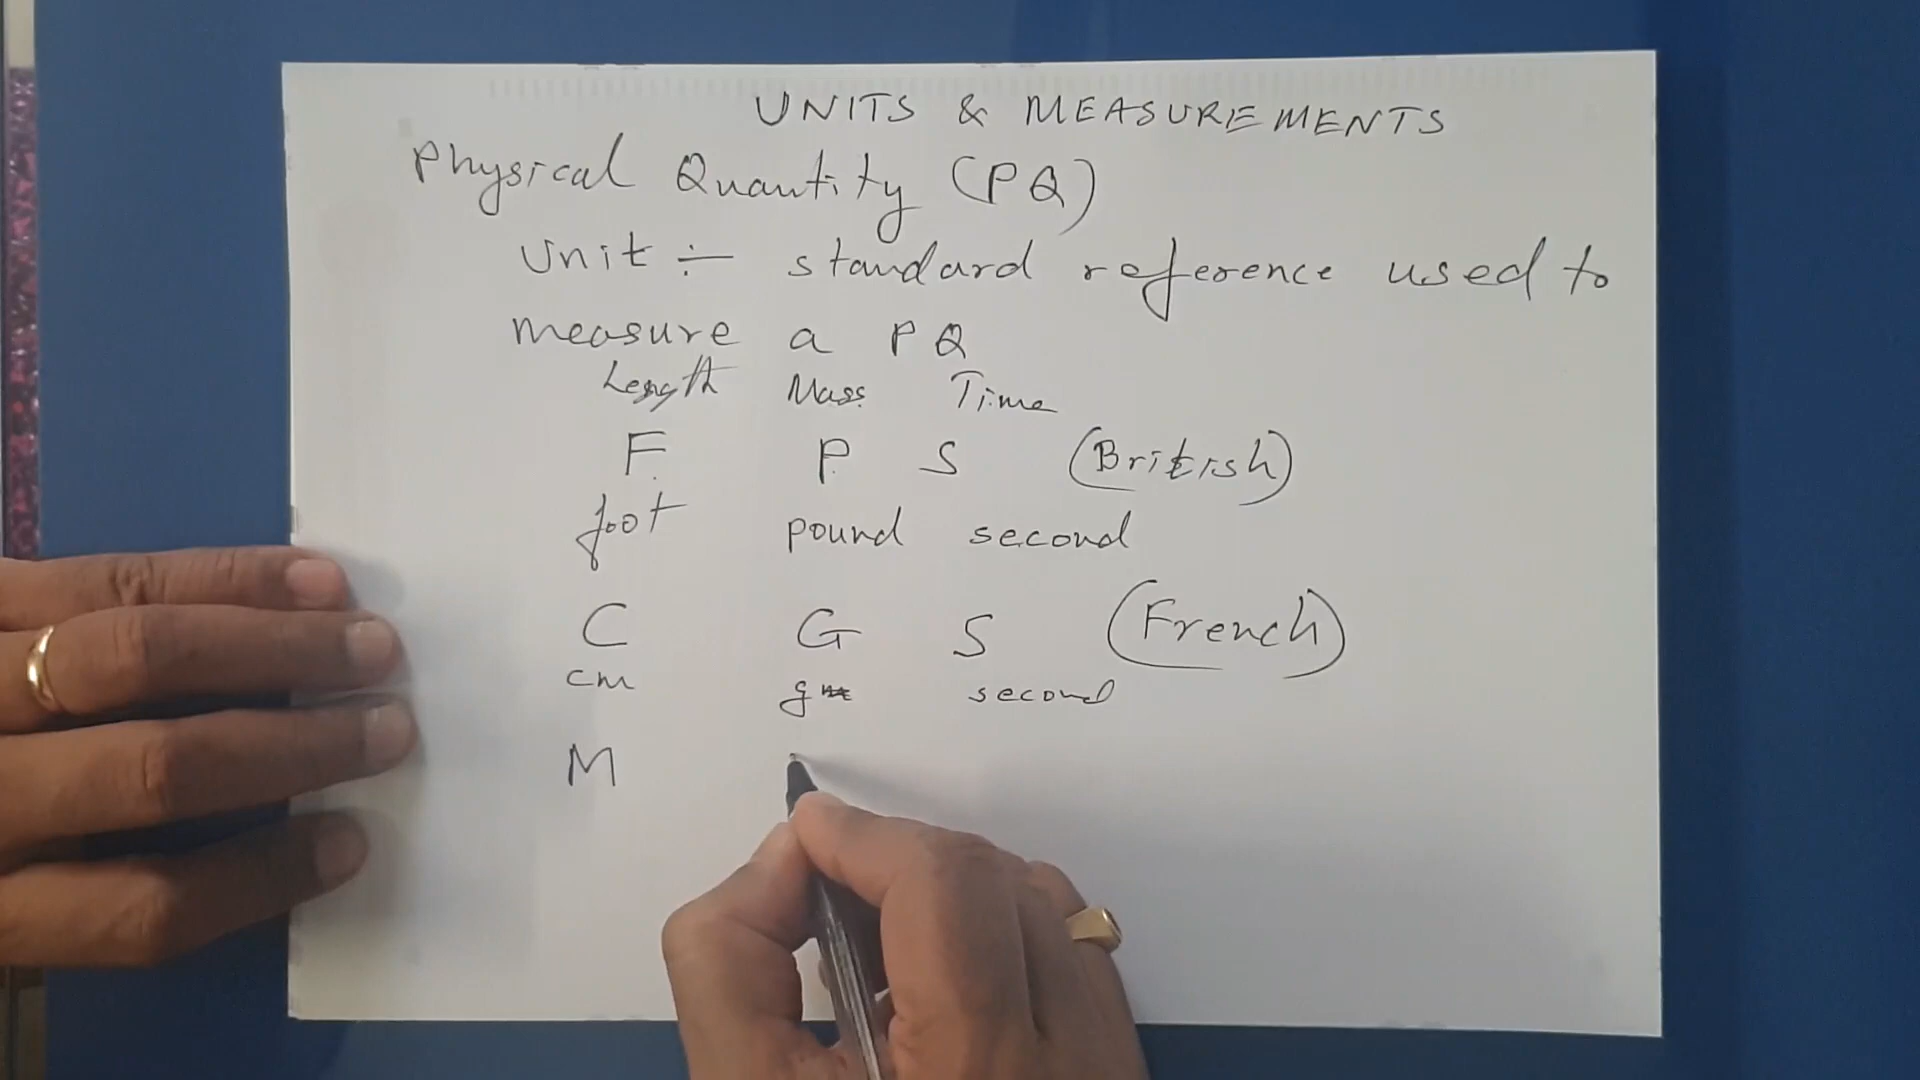 UNITS & MEASUREMENTS
Physical Quantity (PQ)
Unit ÷ standard reference used to
measure a PQ
Length Mass Time
F P S (British)
foot pound second
C G S (French)
cm g second
M